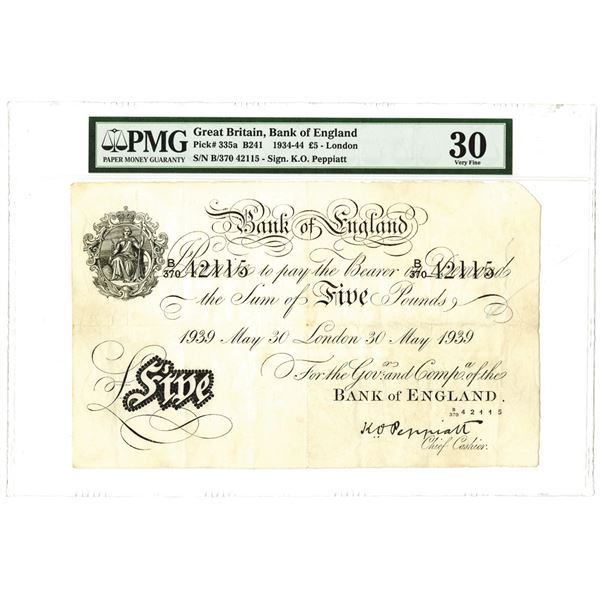 PMG
PAPER MONEY GUARANTY
Great Britain, Bank of England
Pick# 335a B241 1934-44 £5 - London
S/N B/370 42115 - Sign. K.O. Peppiatt
30
Very Fine
Bank of England
B/370 42115 B/370 42115
to pay the Bearer on Demand
the Sum of Five Pounds
1939 May 30 London 30 May 1939
For the Govr. and Compa. of the
BANK OF ENGLAND.
B/370 42115
£Five
K.O. Peppiatt
Chief Cashier.